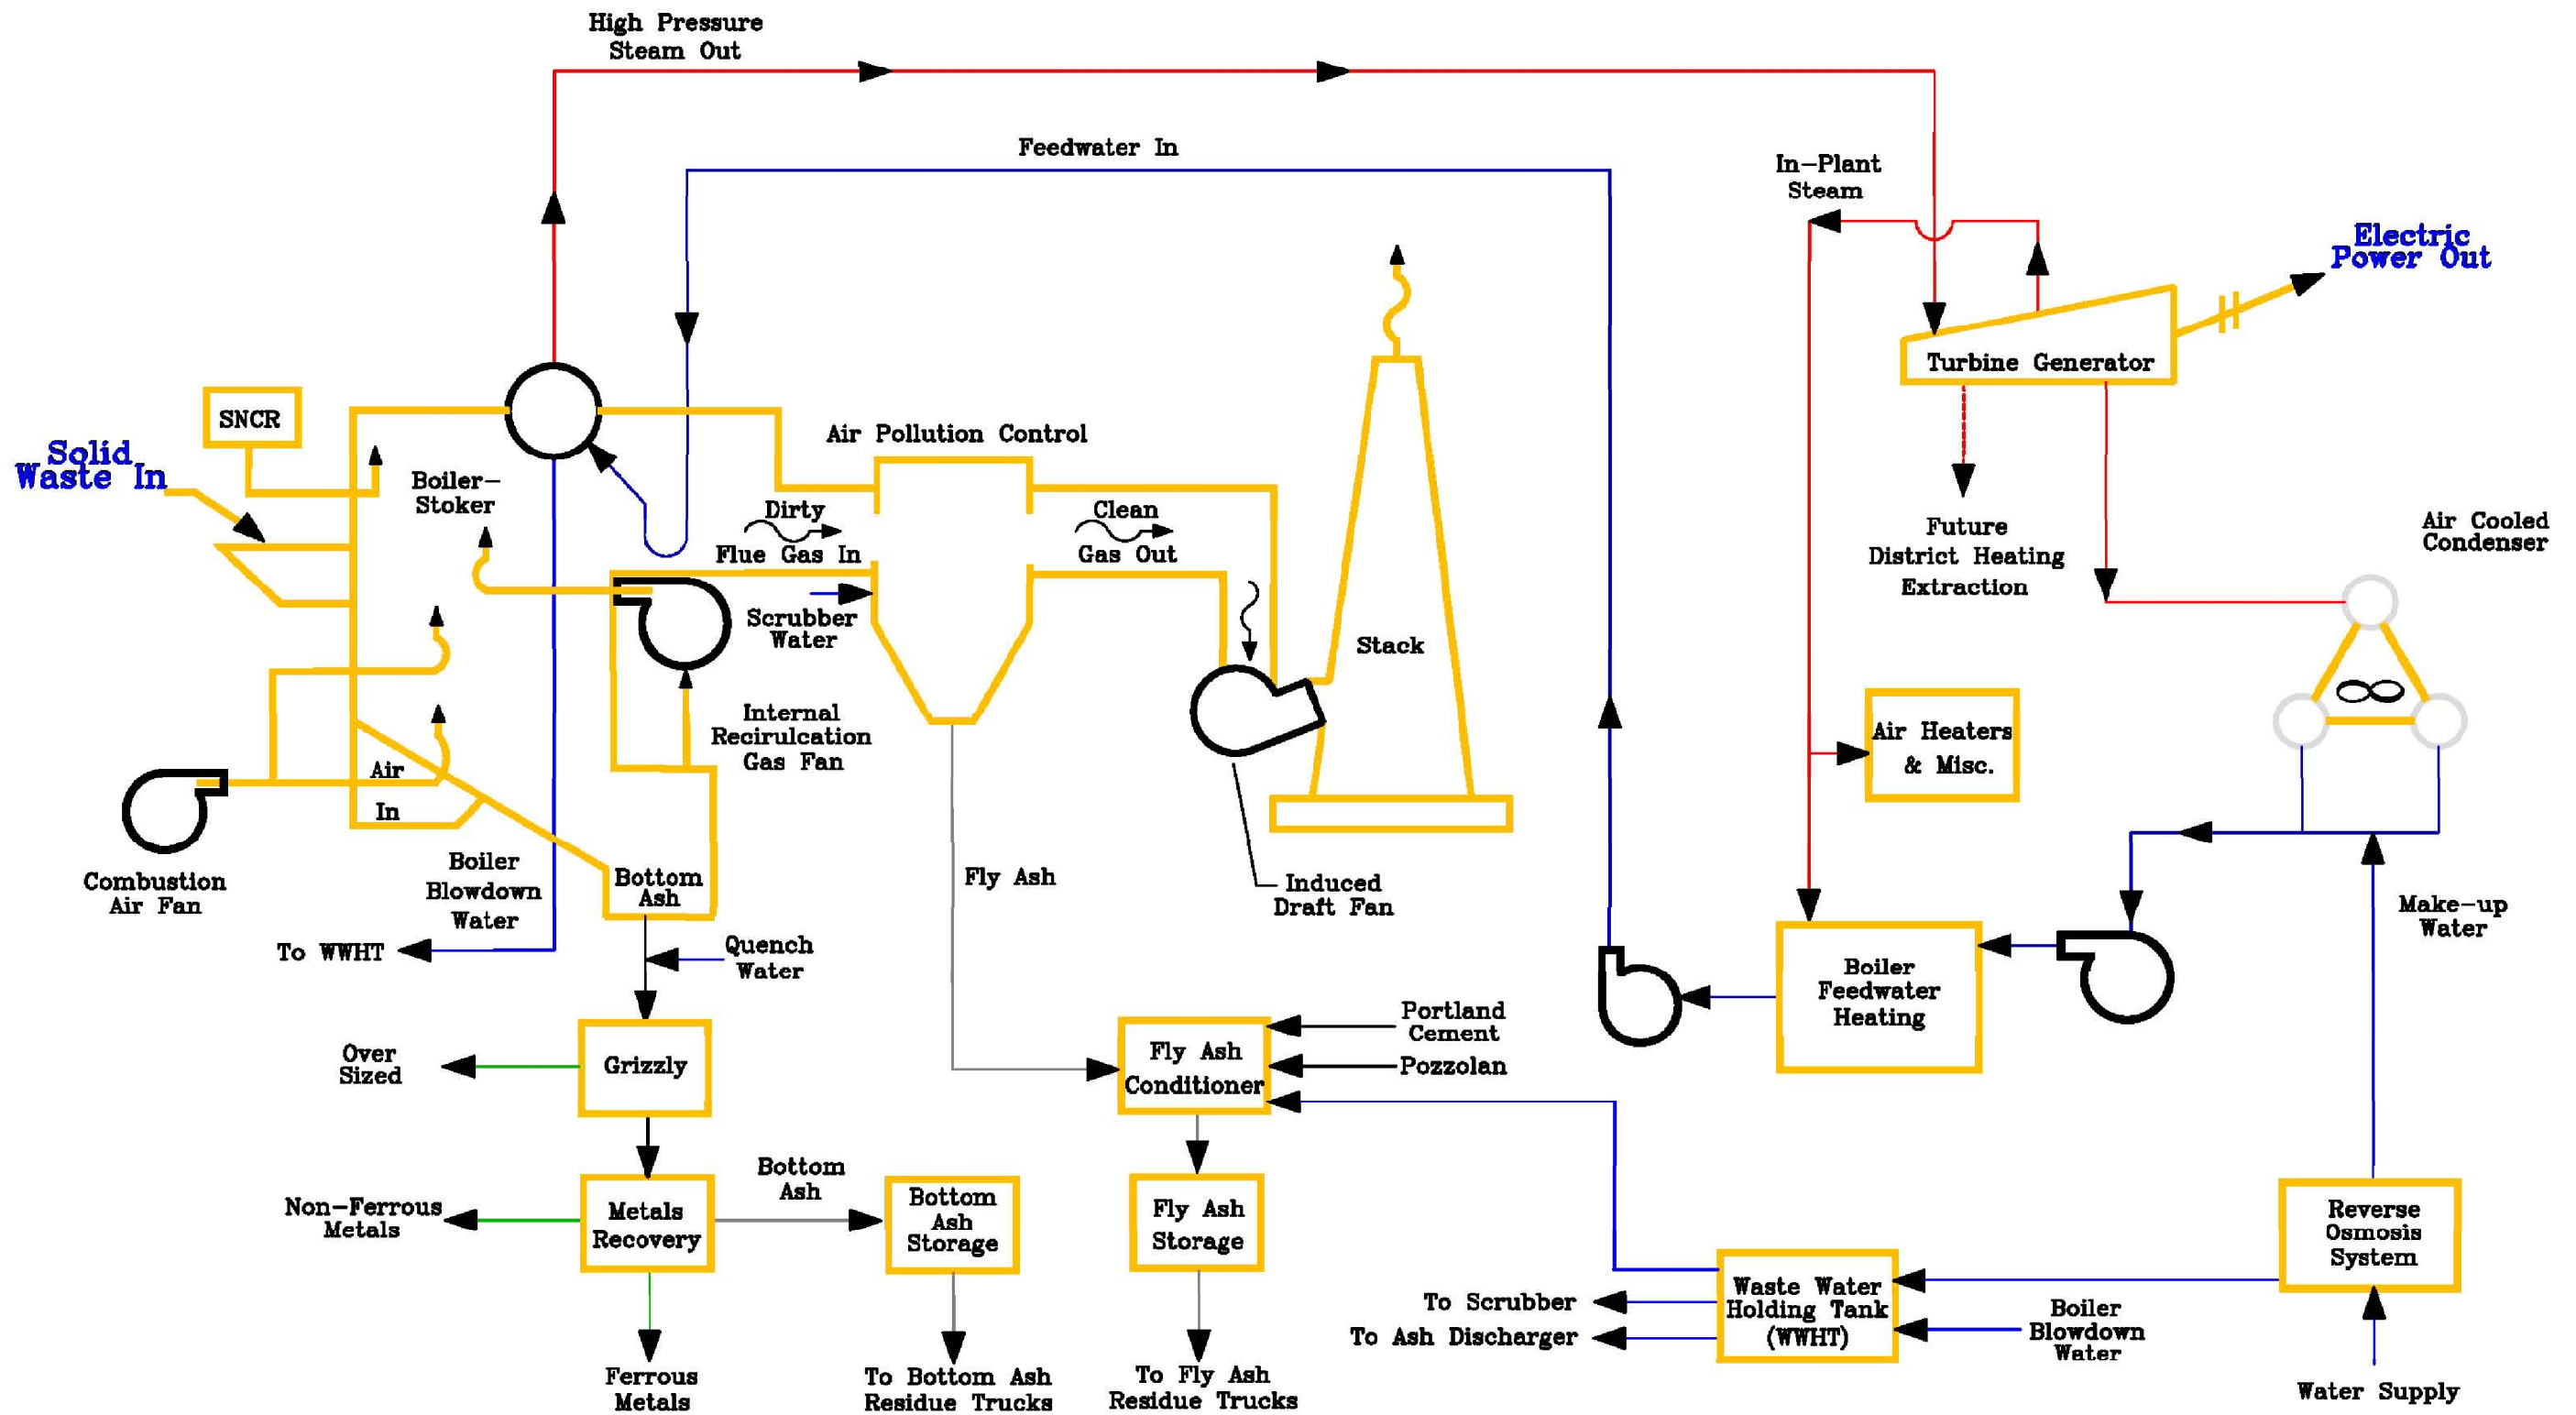 High Pressure
Steam Out
Feedwater In
In-Plant
Steam
Electric
Power Out
Turbine Generator
SNCR
Solid
Waste In
Boiler-
Stoker
Air Pollution Control
Dirty
Flue Gas In
Clean
Gas Out
Scrubber
Water
Future
District Heating
Extraction
Air Cooled
Condenser
Stack
Internal
Recirulcation
Gas Fan
Air Heaters
& Misc.
Air
In
Combustion
Air Fan
Boiler
Blowdown
Water
To WWHT
Bottom
Ash
Fly Ash
Induced
Draft Fan
Make-up
Water
Quench
Water
Boiler
Feedwater
Heating
Portland
Cement
Pozzolan
Over
Sized
Grizzly
Fly Ash
Conditioner
Non-Ferrous
Metals
Metals
Recovery
Bottom
Ash
Bottom
Ash
Storage
Fly Ash
Storage
Reverse
Osmosis
System
Waste Water
Holding Tank
(WWHT)
To Scrubber
To Ash Discharger
Boiler
Blowdown
Water
Ferrous
Metals
To Bottom Ash
Residue Trucks
To Fly Ash
Residue Trucks
Water Supply